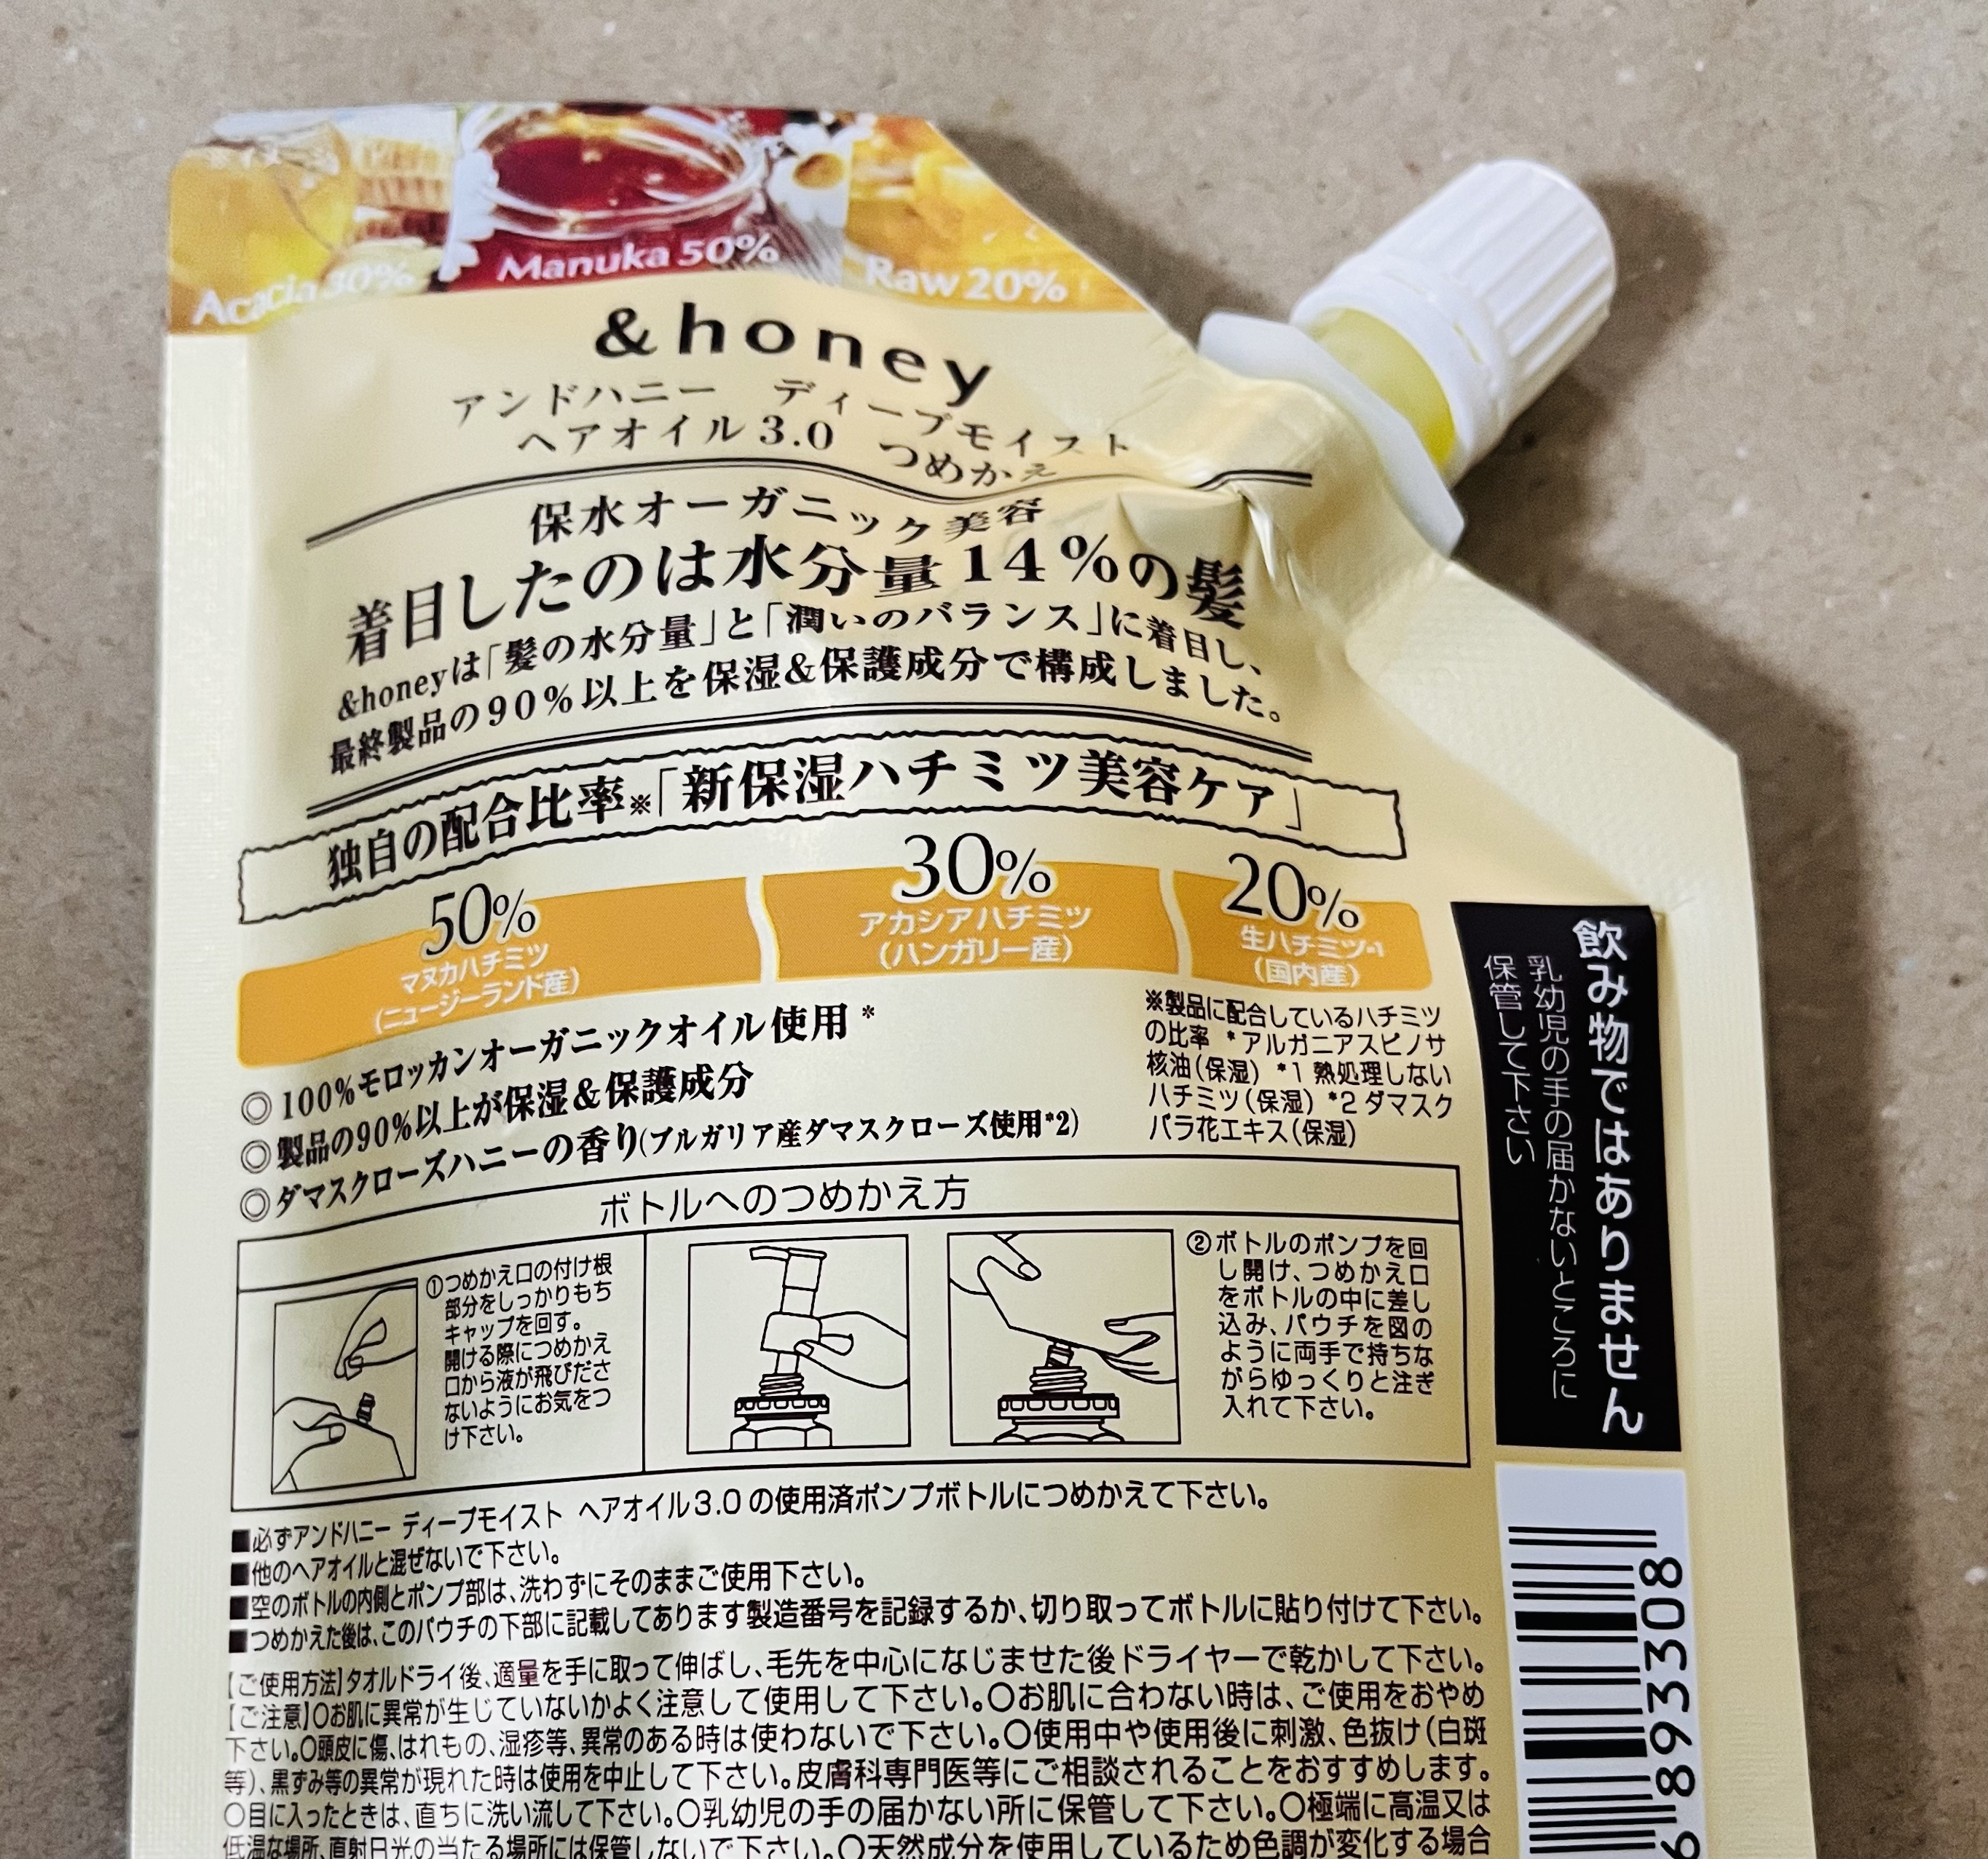 Acacia 30%
Manuka 50%
Raw 20%
&honey
アンドハニー ディープモイスト
ヘアオイル 3.0 つめかえ
保水オーガニック美容
着目したのは水分量14%の髪
&honeyは「髪の水分量」と「潤いのバランス」に着目し、
最終製品の90%以上を保湿&保護成分で構成しました。
独自の配合比率※「新保湿ハチミツ美容ケア」
50%
マヌカハチミツ
(ニュージーランド産)
30%
アカシアハチミツ
(ハンガリー産)
20%
生ハチミツ*1
(国内産)
◎100%モロッカンオーガニックオイル使用*
◎製品の90%以上が保湿&保護成分
◎ダマスクローズハニーの香り(ブルガリア産ダマスクローズ使用*2)
※製品に配合しているハチミツ
の比率 *アルガニアスピノサ
核油(保湿) *1 熱処理しない
ハチミツ(保湿) *2 ダマスク
バラ花エキス(保湿)
飲み物ではありません
乳幼児の手の届かないところに
保管して下さい
ボトルへのつめかえ方
①つめかえ口の付け根
部分をしっかりもち
キャップを回す。
開ける際につめかえ
口から液が飛びださ
ないようにお気をつ
け下さい。
②ボトルのポンプを回
し開け、つめかえ口
をボトルの中に差し
込み、パウチを図の
ように両手で持ちな
がらゆっくりと注ぎ
入れて下さい。
■必ずアンドハニー ディープモイスト ヘアオイル3.0の使用済ポンプボトルにつめかえて下さい。
■他のヘアオイルと混ぜないで下さい。
■空のボトルの内側とポンプ部は、洗わずにそのままご使用下さい。
■つめかえた後は、このパウチの下部に記載してあります製造番号を記録するか、切り取ってボトルに貼り付けて下さい。
【ご使用方法】タオルドライ後、適量を手に取って伸ばし、毛先を中心になじませた後ドライヤーで乾かして下さい。
【ご注意】○お肌に異常が生じていないかよく注意して使用して下さい。○お肌に合わない時は、ご使用をおやめ
下さい。○頭皮に傷、はれもの、湿疹等、異常のある時は使わないで下さい。○使用中や使用後に刺激、色抜け(白斑
等)、黒ずみ等の異常が現れた時は使用を中止して下さい。皮膚科専門医等にご相談されることをおすすめします。
○目に入ったときは、直ちに洗い流して下さい。○乳幼児の手の届かない所に保管して下さい。○極端に高温又は
低温な場所、直射日光の当たる場所には保管しないで下さい。○天然成分を使用しているため色調が変化する場合
6 893308